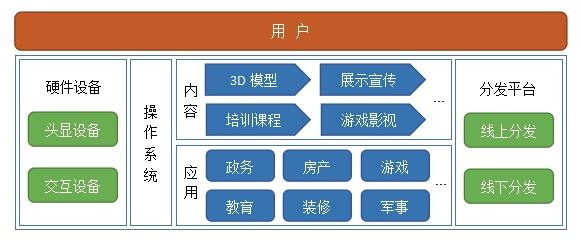 用 户
硬件设备
头显设备
交互设备
操作系统
内容
3D 模型
展示宣传
培训课程
游戏影视
...
应用
政务
房产
游戏
教育
装修
军事
...
分发平台
线上分发
线下分发